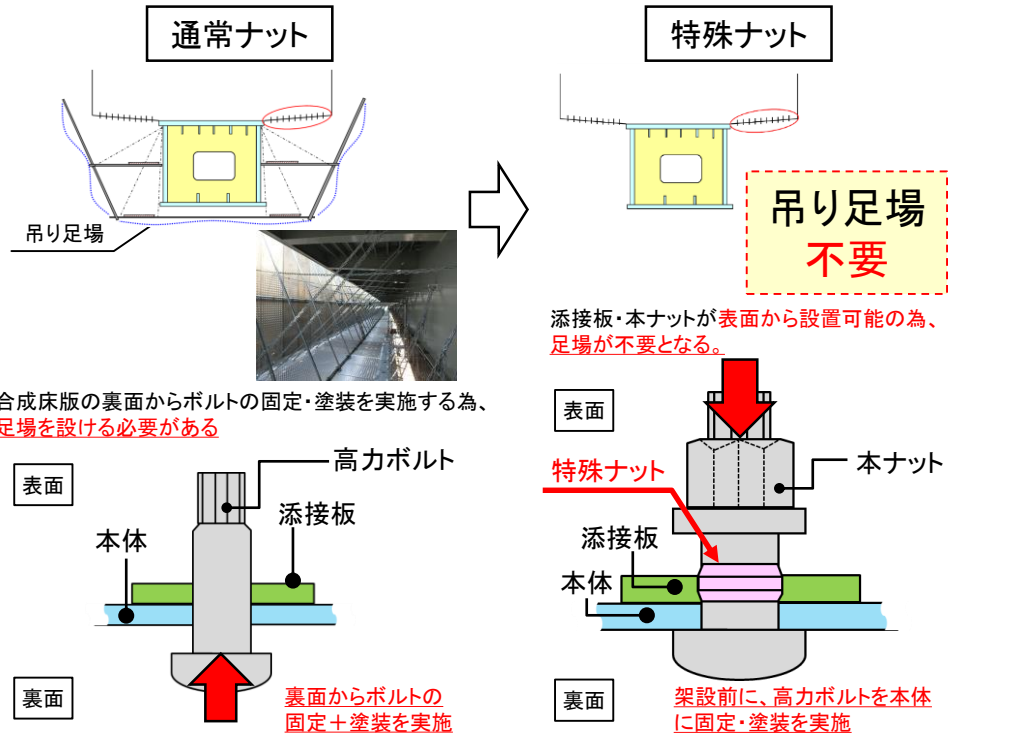 通常ナット
吊り足場
合成床版の裏面からボルトの固定・塗装を実施する為、
足場を設ける必要がある
表面
高力ボルト
添接板
本体
裏面
裏面からボルトの
固定＋塗装を実施
特殊ナット
吊り足場
不要
添接板・本ナットが表面から設置可能の為、
足場が不要となる。
表面
本ナット
特殊ナット
添接板
本体
裏面
架設前に、高力ボルトを本体
に固定・塗装を実施